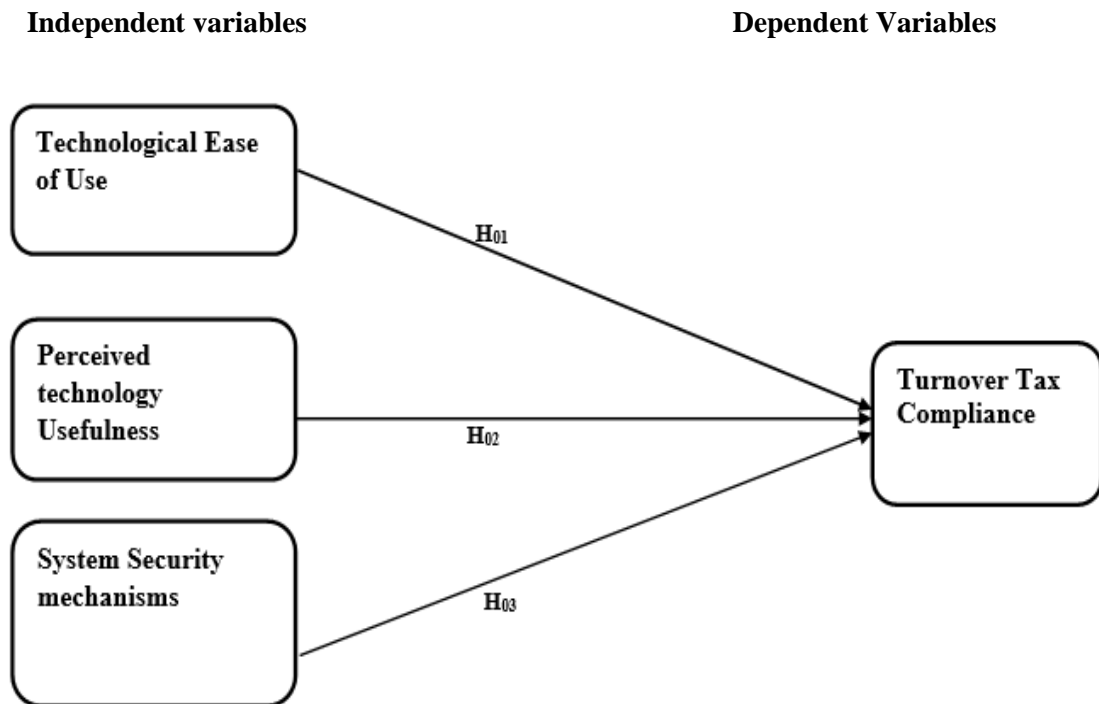 Independent variables
Dependent Variables
Technological Ease
of Use
H01
Perceived
technology
Usefulness
H02
Turnover Tax
Compliance
System Security
mechanisms
H03